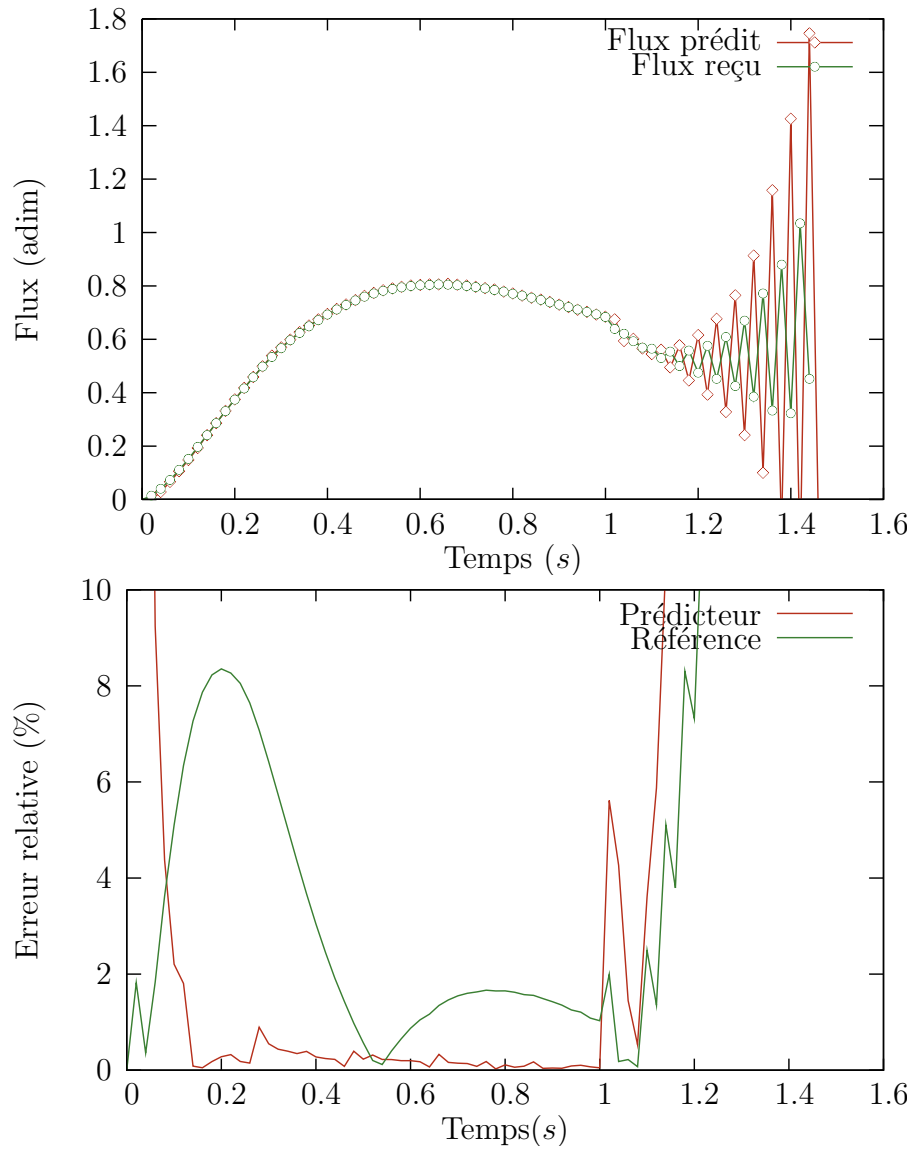 1.8
1.6
1.4
1.2
1
0.8
0.6
0.4
0.2
0
Flux (adim)
Flux prédit
Flux reçu
0 0.2 0.4 0.6 0.8 1 1.2 1.4 1.6
Temps (s)
10
8
6
4
2
0
Erreur relative (%)
Prédicteur
Référence
0 0.2 0.4 0.6 0.8 1 1.2 1.4 1.6
Temps(s)